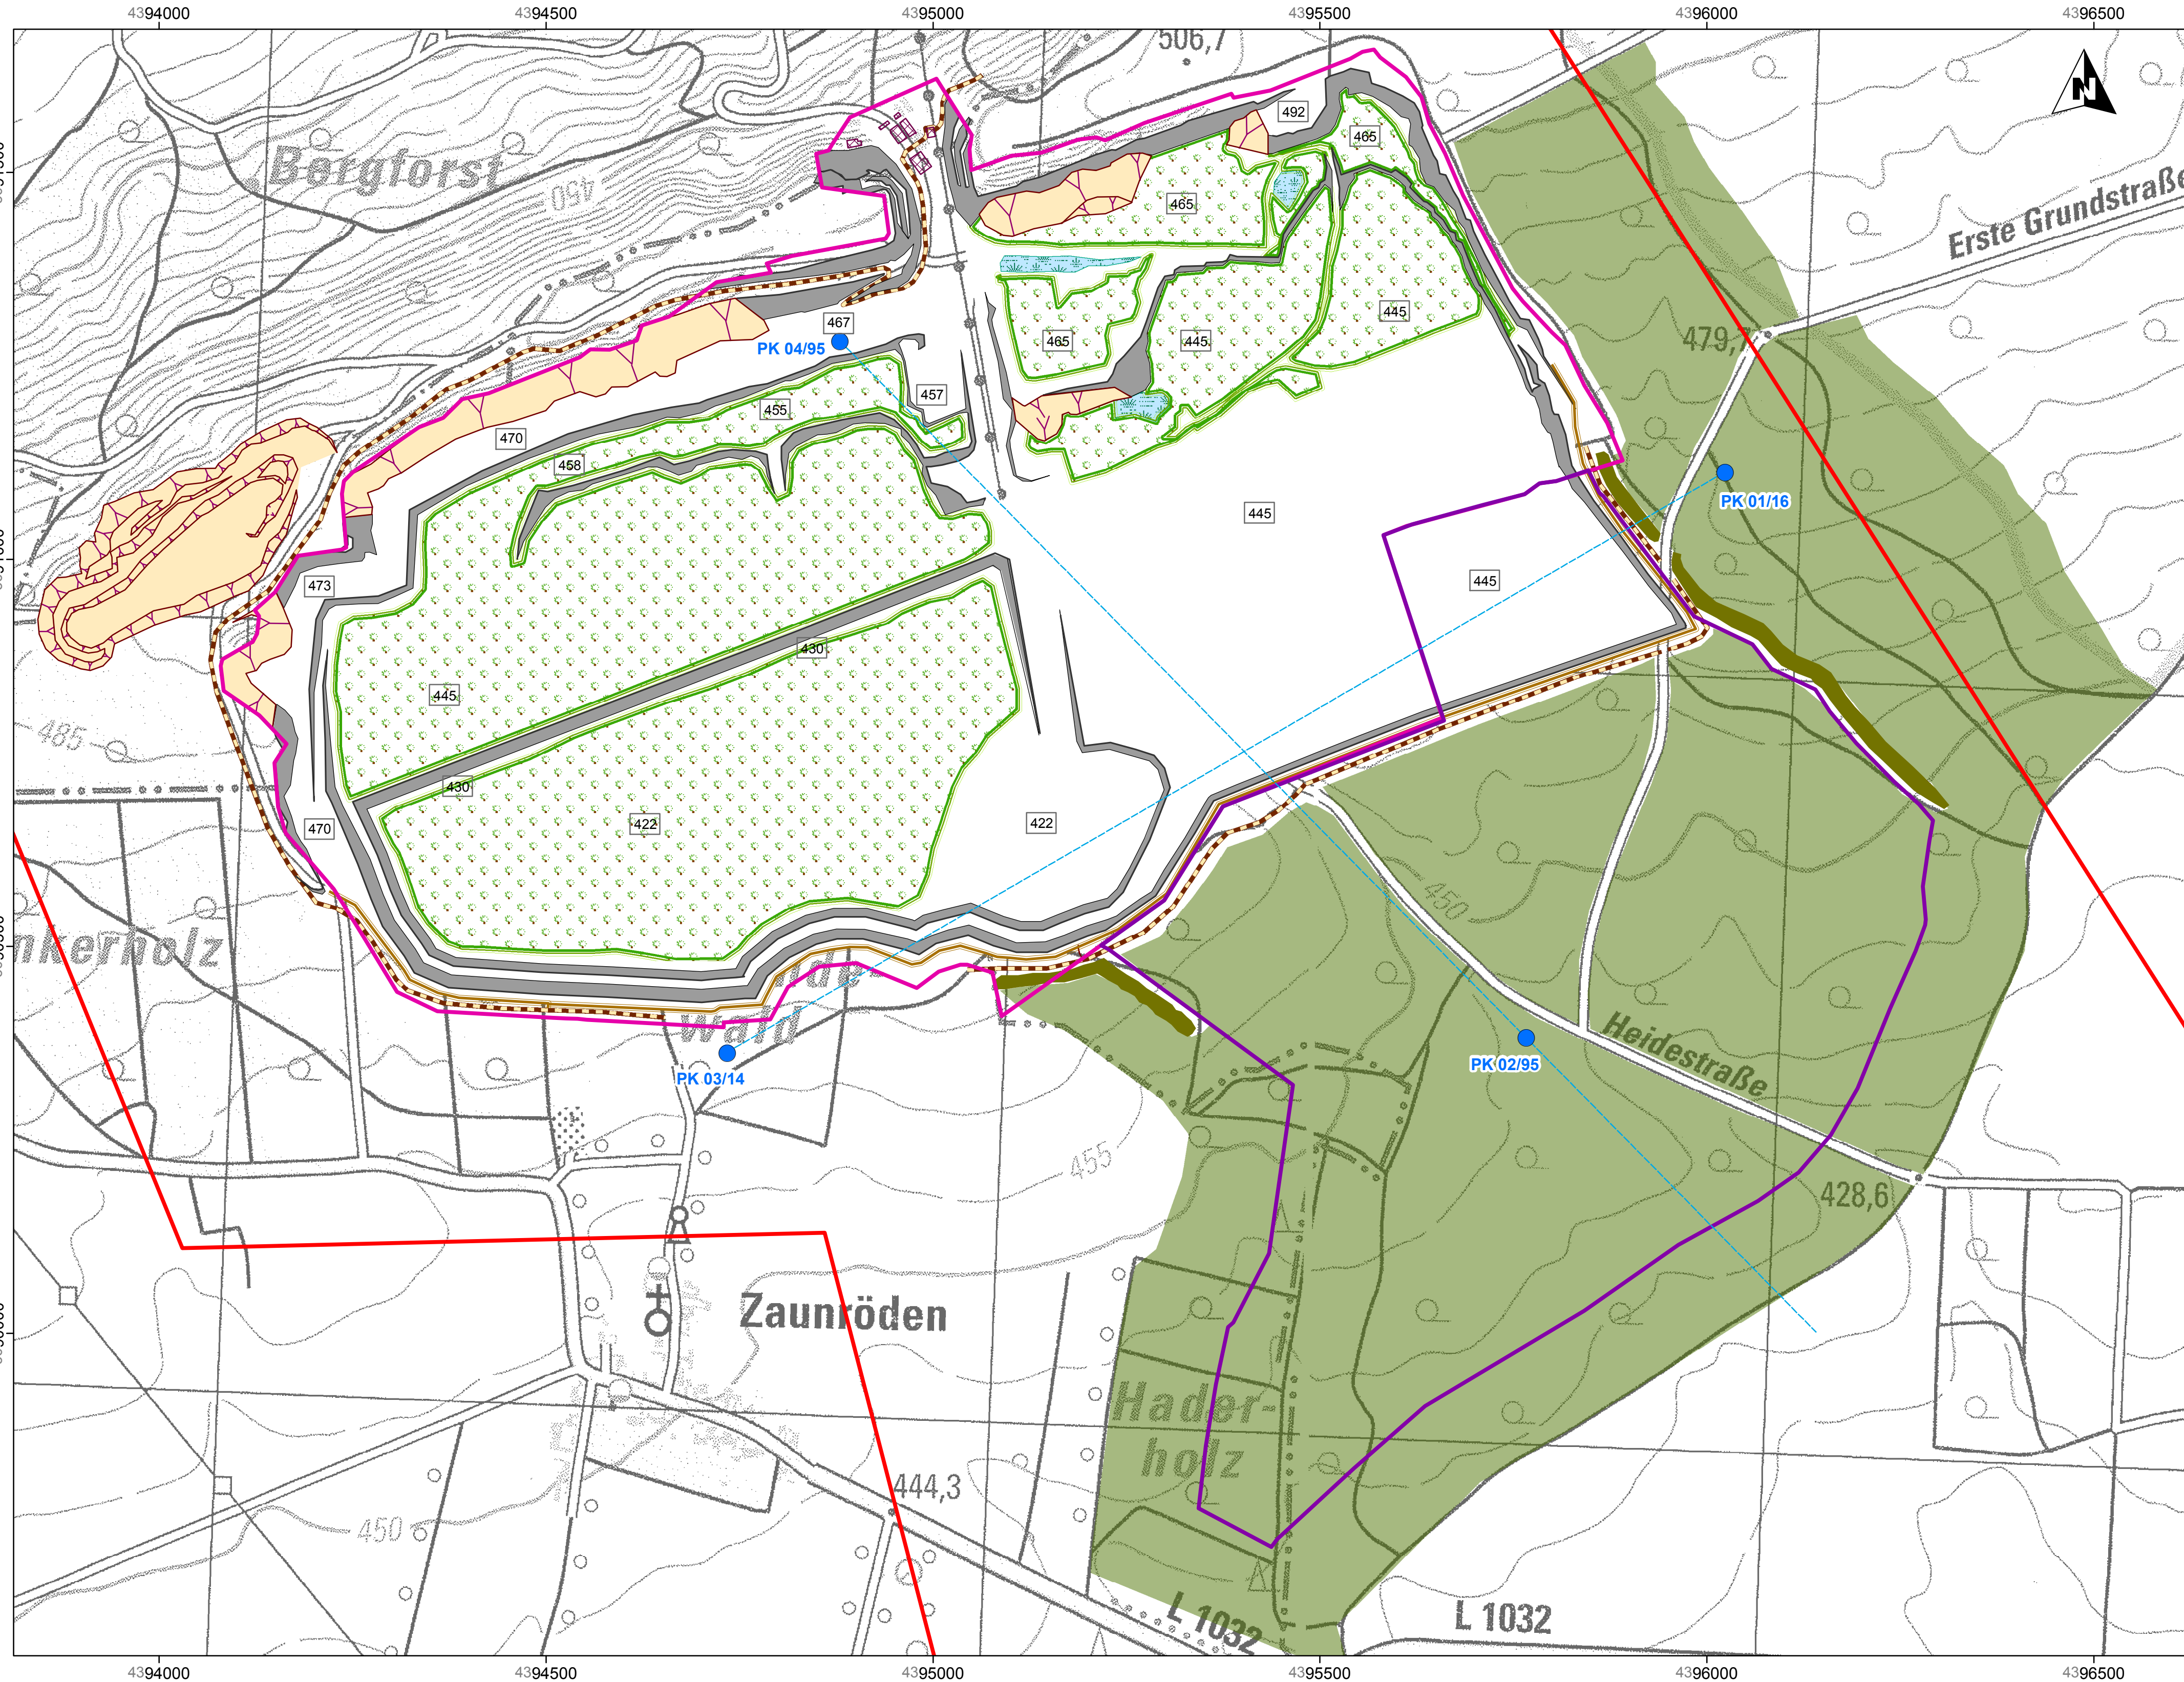 4394000 4394500 4395000 4395500 4396000 4396500
506,7
N
492
465
Bergforst
450
465
Erste Grundstraße
445
467
PK 04/95
465
445
479,7
457
455
470
458
PK 01/16
445
473
445
430
445
485
430
422
422
470
450
nkerholz
Wald
Heidestraße
PK 03/14
PK 02/95
455
428,6
Zaunröden
Hader-
holz
444,3
450
L 1032
L 1032
4394000 4394500 4395000 4395500 4396000 4396500